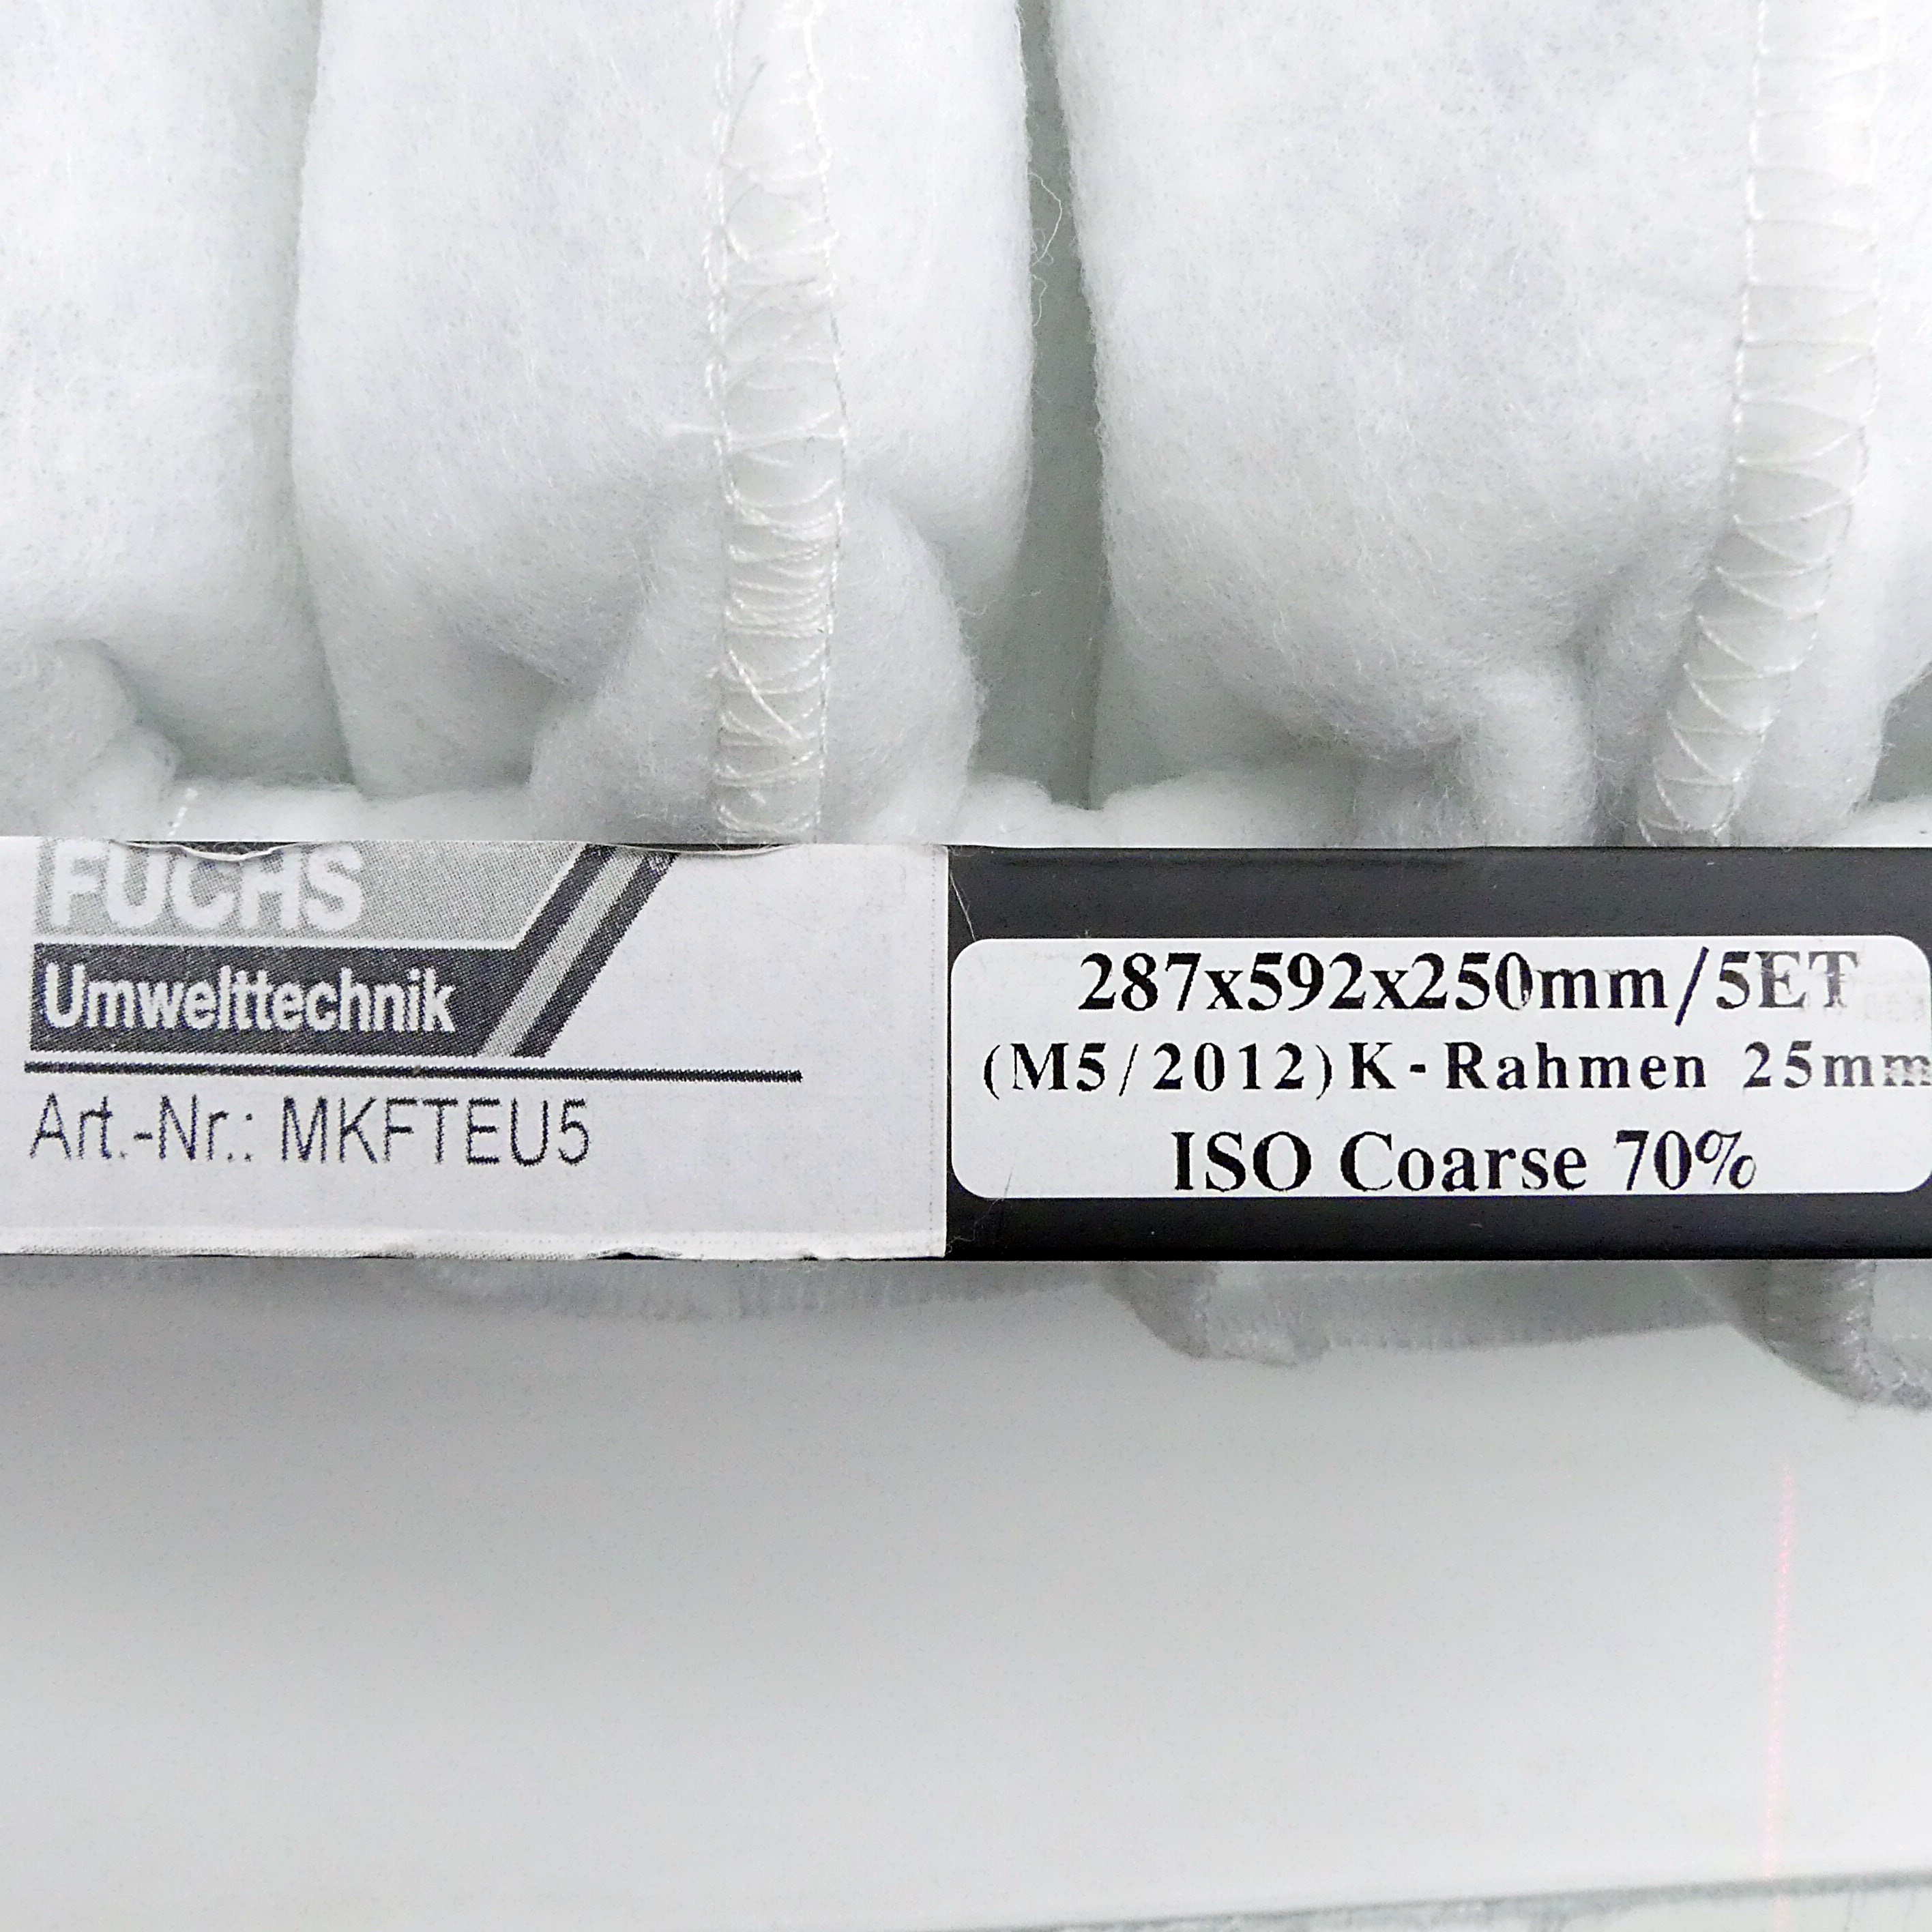 FUCHS
Umwelttechnik
Art.-Nr.: MKFTEU5
287x592x250mm/5ET
(M5/2012)K-Rahmen 25mm
ISO Coarse 70%